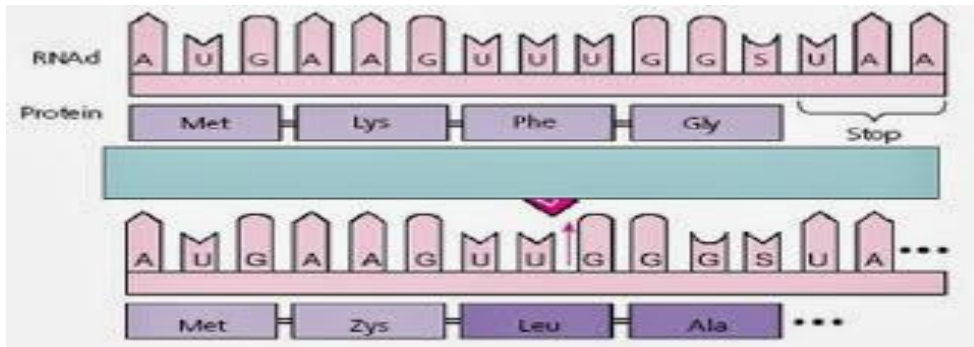 RNAd A U G A A G U U U G G S U A A
Protein Met Lys Phe Gly Stop
A U G A A G U U G G G S U A •••
Met Zys Leu Ala •••